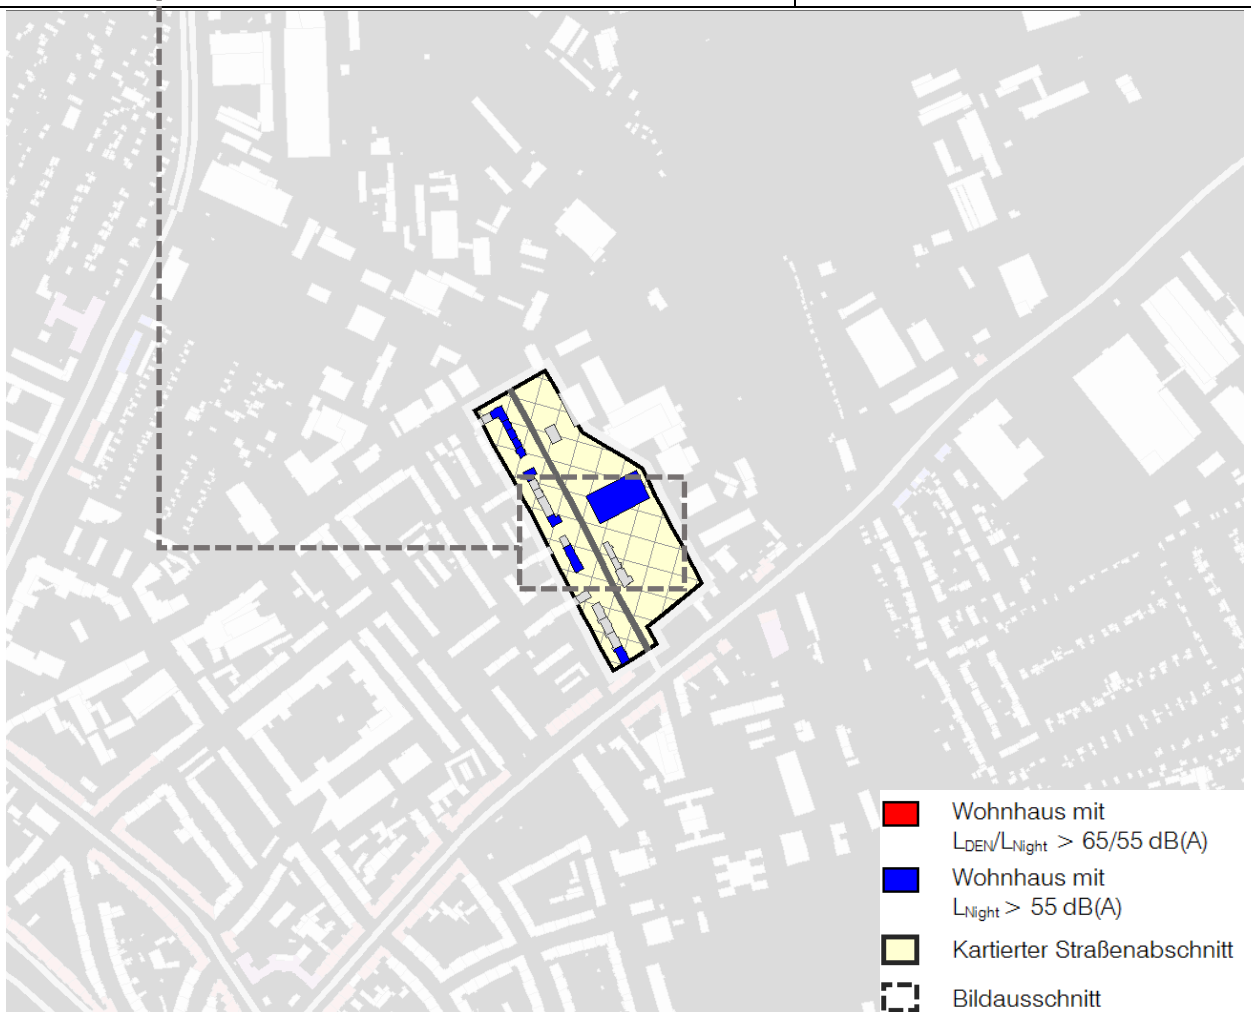 Wohnhaus mit
LDEN/LNight > 65/55 dB(A)
Wohnhaus mit
LNight > 55 dB(A)
Kartierter Straßenabschnitt
Bildausschnitt